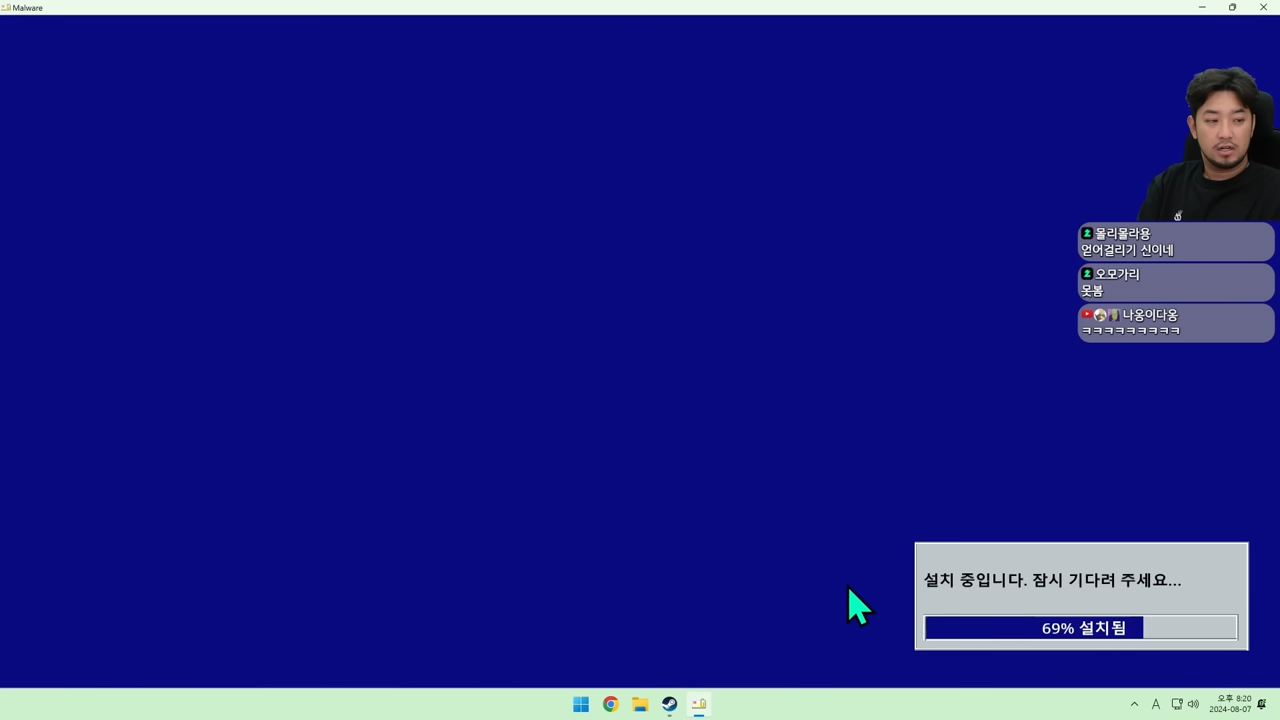 Malware
몰리몰라용
얻어걸리기 신이네
오모가리
못봄
나옹이다옹
ㅋㅋㅋㅋㅋㅋㅋㅋㅋ
설치 중입니다. 잠시 기다려 주세요...
69% 설치됨
A
오후 8:20
2024-08-07